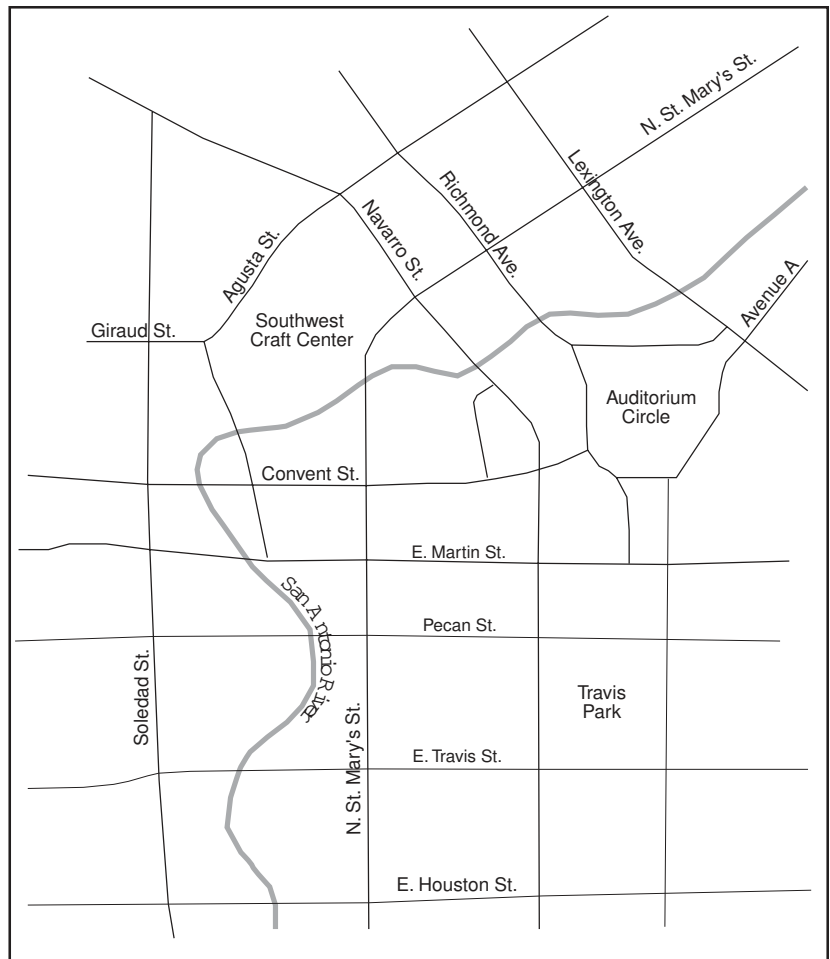 N. St. Mary's St.
Lexington Ave.
Richmond Ave.
Navarro St.
Agusta St.
Avenue A
Giraud St.
Southwest
Craft Center
Auditorium
Circle
Convent St.
E. Martin St.
San Antonio River
Pecan St.
Soledad St.
Travis
Park
N. St. Mary's St.
E. Travis St.
E. Houston St.